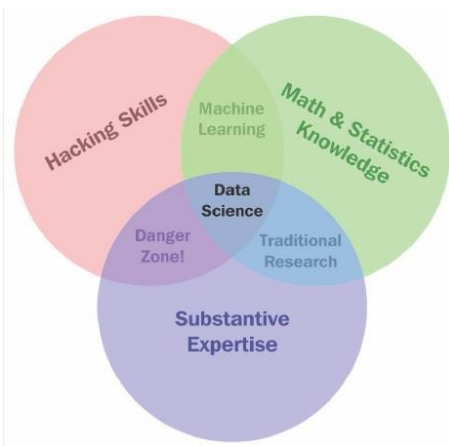 Hacking Skills
Math & Statistics
Knowledge
Machine
Learning
Data
Science
Danger
Zone!
Traditional
Research
Substantive
Expertise